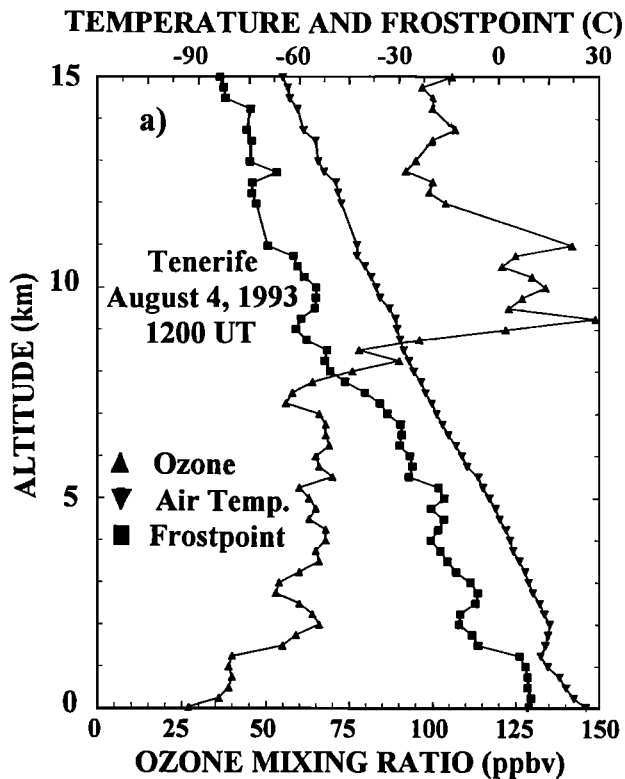 TEMPERATURE AND FROSTPOINT (C)
-90 -60 -30 0 30
15
a)
Tenerife
August 4, 1993
1200 UT
10
ALTITUDE (km)
Ozone
Air Temp.
Frostpoint
5
0
0 25 50 75 100 125 150
OZONE MIXING RATIO (ppbv)